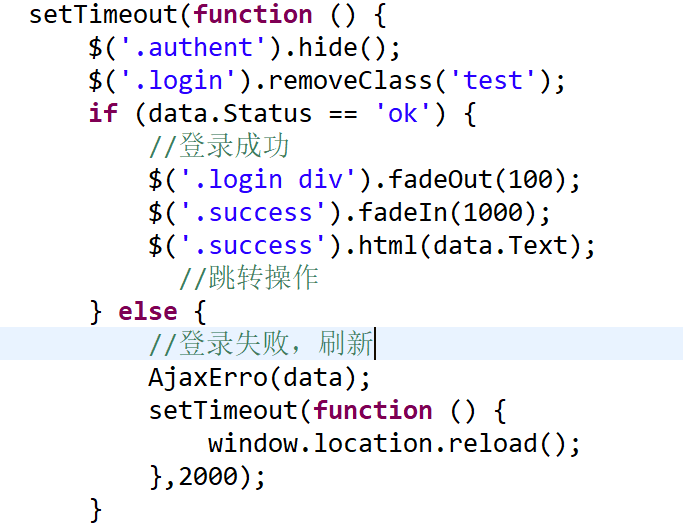 setTimeout(function () {
$('.authent').hide();
$('.login').removeClass('test');
if (data.Status == 'ok') {
//登录成功
$('.login div').fadeOut(100);
$('.success').fadeIn(1000);
$('.success').html(data.Text);
//跳转操作
} else {
//登录失败，刷新
AjaxErro(data);
setTimeout(function () {
window.location.reload();
},2000);
}